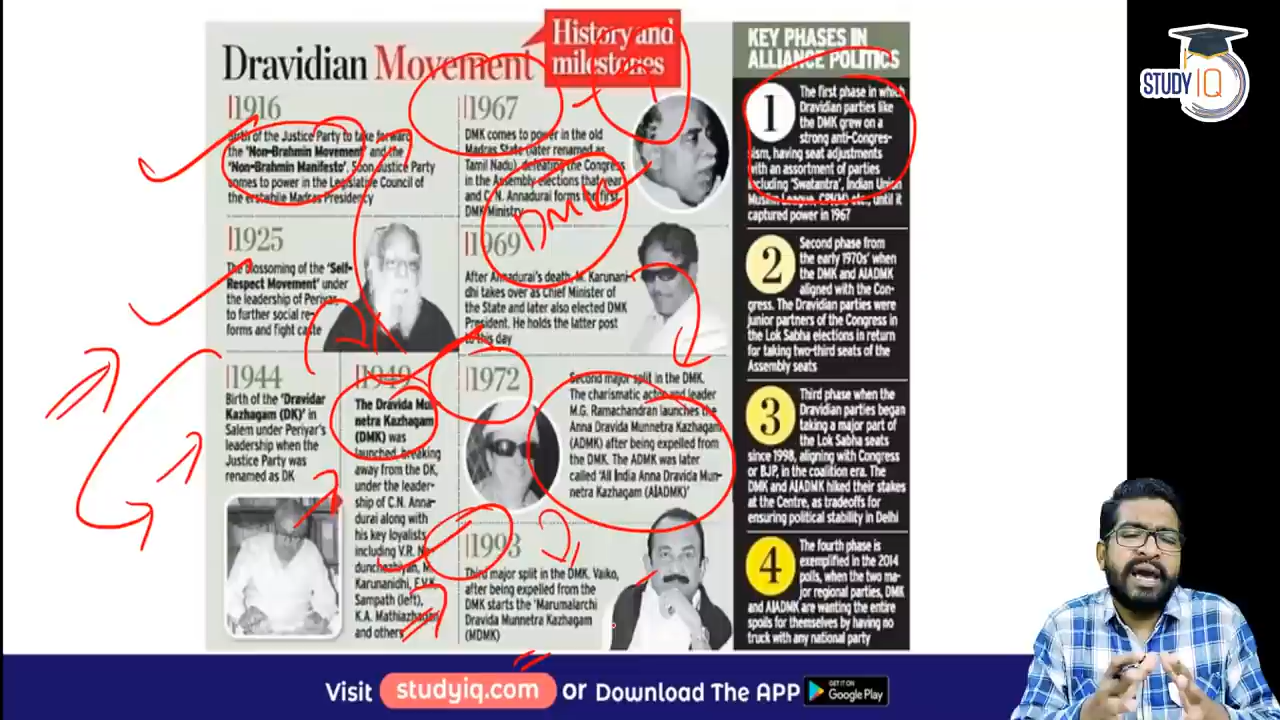 Dravidian Movement
History and
milestones
1916
Birth of the Justice Party to take forward
the 'Non-Brahmin Movement' and the
'Non-Brahmin Manifesto'. Soon Justice Party
comes to power in the Legislative Council of
the erstwhile Madras Presidency
1925
The blossoming of the 'Self-
Respect Movement' under
the leadership of Periyar
to further social re-
forms and fight caste
1944
Birth of the 'Dravidar
Kazhagam (DK)' in
Salem under Periyar's
leadership when the
Justice Party was
renamed as DK
1949
The Dravida Mun-
netra Kazhagam
(DMK) was
launched, breaking
away from the DK,
under the leader-
ship of C.N. Anna-
durai along with
his key loyalists,
including V.R. Ne-
dunchezhiyan, M.
Karunanidhi, E.V.K.
Sampath (left),
K.A. Mathiazhagan
and others
1967
DMK comes to power in the old
Madras State (later renamed as
Tamil Nadu), defeating the Congress
in the Assembly elections that year
and C.N. Annadurai forms the first
DMK Ministry
DMK
1969
After Annadurai's death, M. Karunani-
dhi takes over as Chief Minister of
the State and later also elected DMK
President. He holds the latter post
to this day
1972
Second major split in the DMK.
The charismatic actor and leader
M.G. Ramachandran launches the
Anna Dravida Munnetra Kazhagam
(ADMK) after being expelled from
the DMK. The ADMK was later
called 'All India Anna Dravida Mun-
netra Kazhagam (AIADMK)'
1993
Third major split in the DMK. Vaiko,
after being expelled from the
DMK starts the 'Marumalarchi
Dravida Munnetra Kazhagam
(MDMK)
KEY PHASES IN
ALLIANCE POLITICS
1
The first phase in which
Dravidian parties like
the DMK grew on a
strong anti-Congres-
sism, having seat adjustments
with an assortment of parties
including 'Swatantra', Indian Union
Muslim League, CPI(M) etc, until it
captured power in 1967
2
Second phase from
the early 1970s' when
the DMK and AIADMK
aligned with the Con-
gress. The Dravidian parties were
junior partners of the Congress in
the Lok Sabha elections in return
for taking two-third seats of the
Assembly seats
3
Third phase when the
Dravidian parties began
taking a major part of
the Lok Sabha seats
since 1998, aligning with Congress
or BJP, in the coalition era. The
DMK and AIADMK hiked their stakes
at the Centre, as tradeoffs for
ensuring political stability in Delhi
4
The fourth phase is
exemplified in the 2014
polls, when the two ma-
jor regional parties, DMK
and AIADMK are wanting the entire
spoils for themselves by having no
truck with any national party
STUDY IQ
Visit studyiq.com or Download The APP
GET IT ON
Google Play